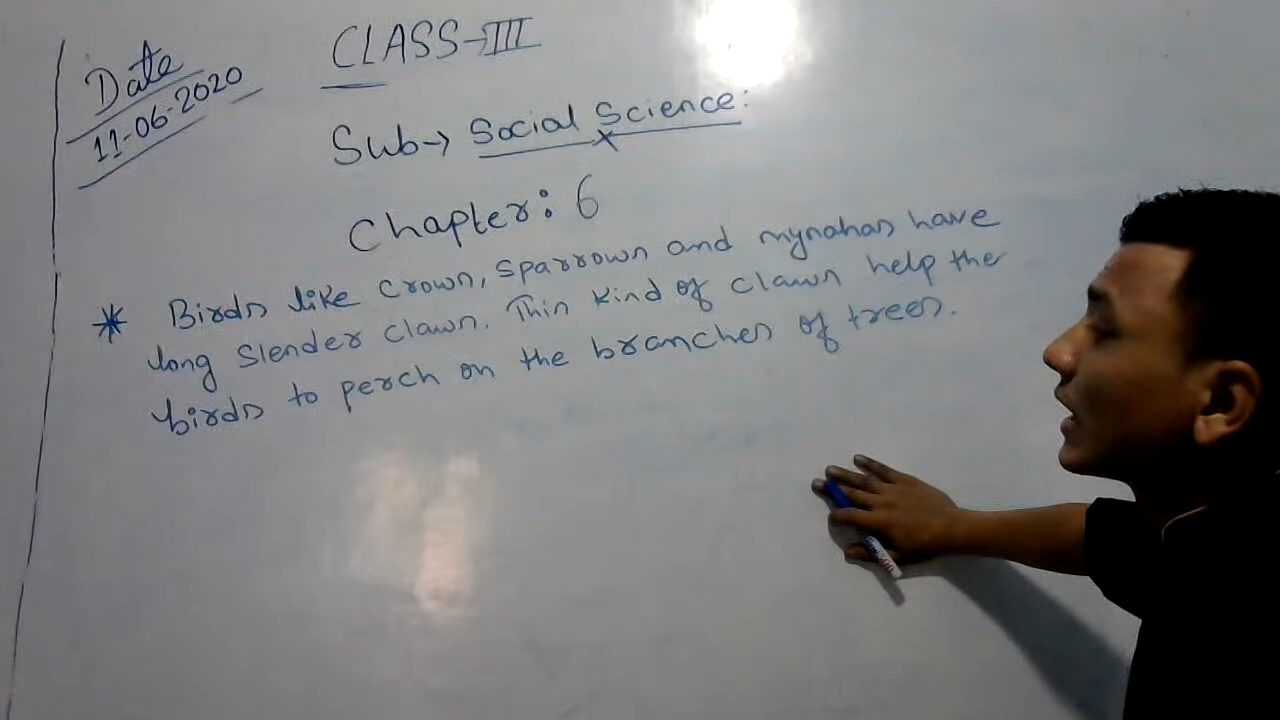 Date
11-06-2020
CLASS-III
Sub→ Social Science:
Chapter: 6
* Birds like crows, sparrows and mynahas have
long slender claws. This kind of claws help the
birds to perch on the branches of trees.